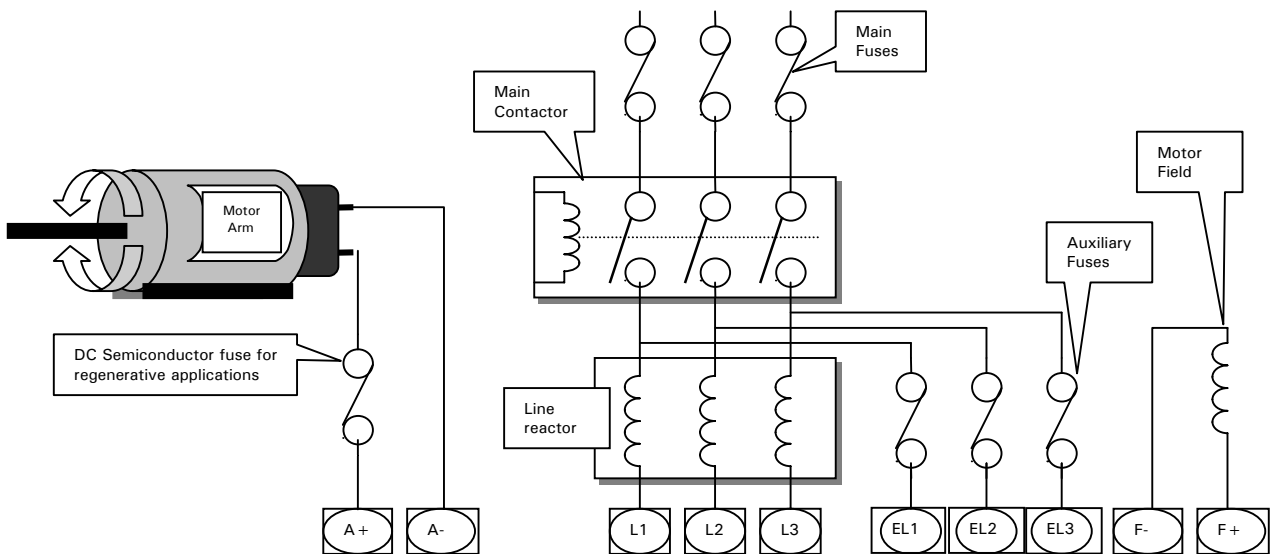 Main
Fuses
Main
Contactor
Motor
Field
Motor
Arm
Auxiliary
Fuses
DC Semiconductor fuse for
regenerative applications
Line
reactor
A+
A-
L1
L2
L3
EL1
EL2
EL3
F-
F+